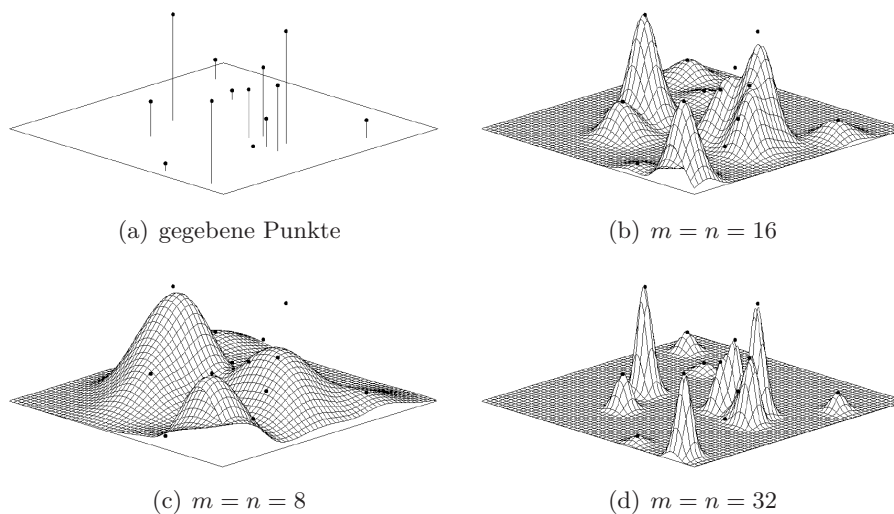 (a) gegebene Punkte
(b) m = n = 16
(c) m = n = 8
(d) m = n = 32